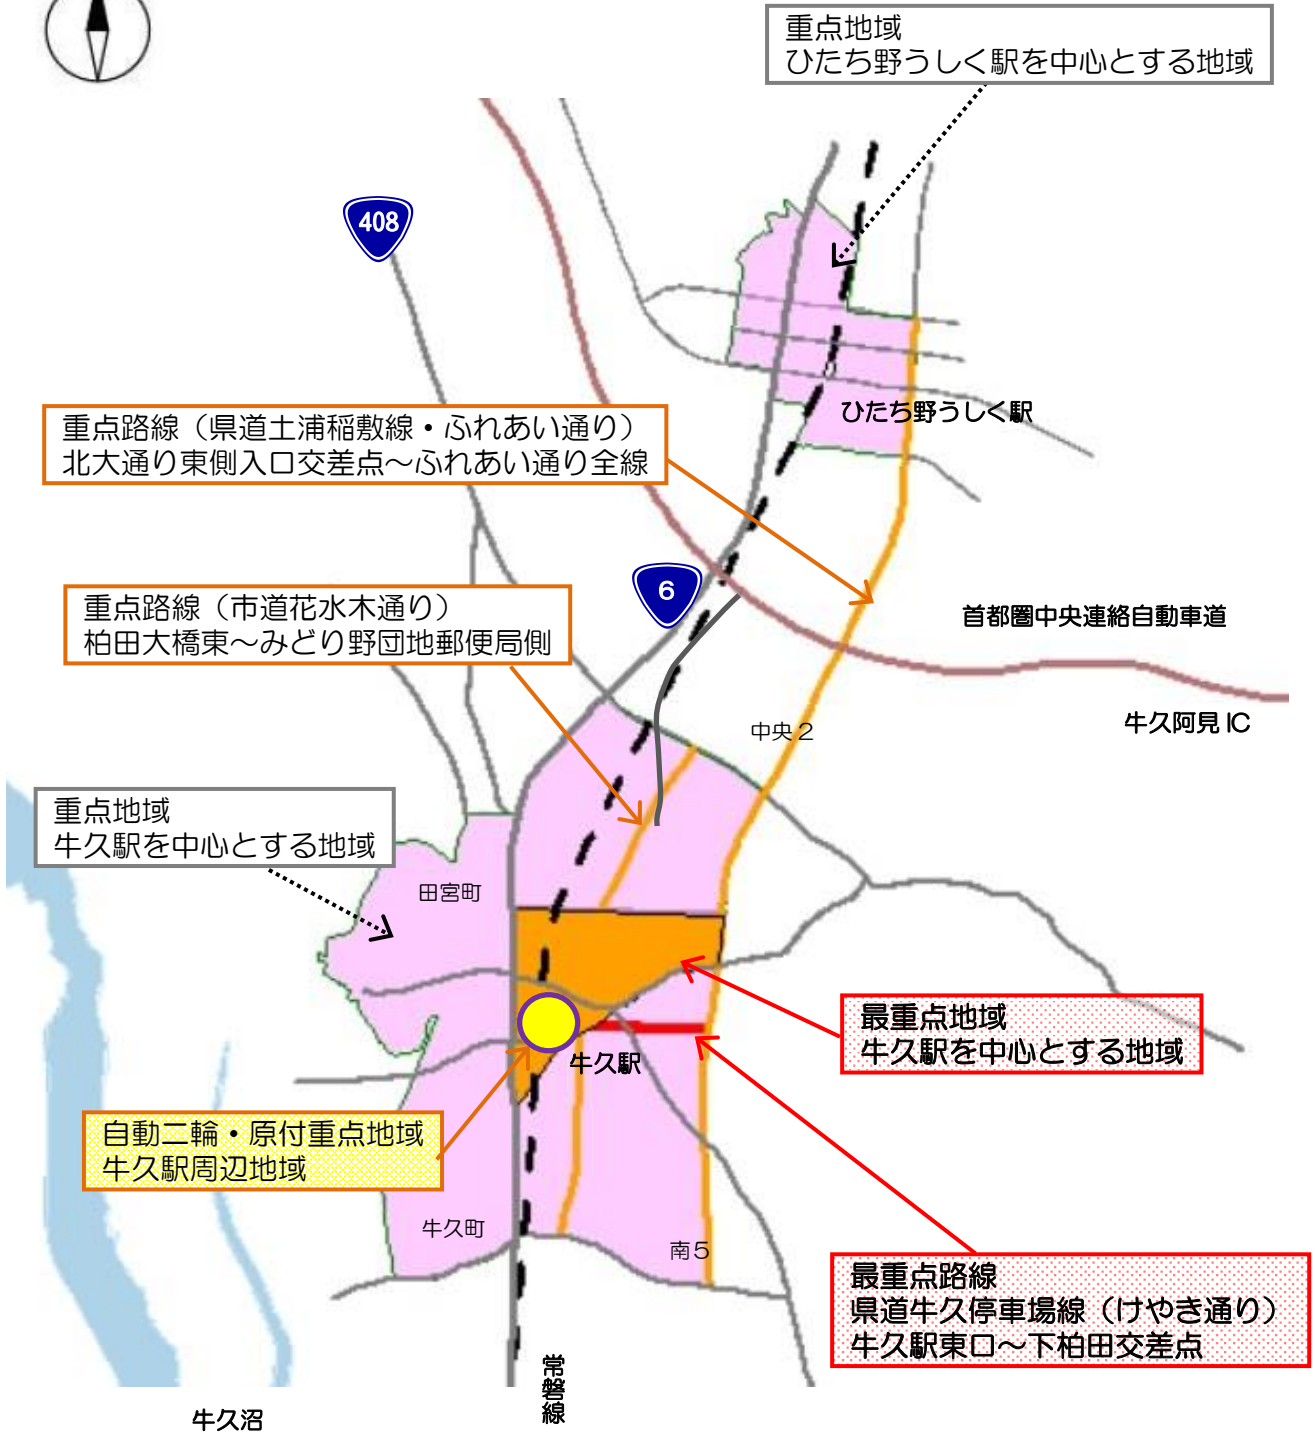 重点地域
ひたち野うしく駅を中心とする地域
408
ひたち野うしく駅
重点路線（県道土浦稲敷線・ふれあい通り）
北大通り東側入口交差点～ふれあい通り全線
6
重点路線（市道花水木通り）
柏田大橋東～みどり野団地郵便局側
首都圏中央連絡自動車道
牛久阿見IC
中央２
重点地域
牛久駅を中心とする地域
田宮町
最重点地域
牛久駅を中心とする地域
牛久駅
自動二輪・原付重点地域
牛久駅周辺地域
牛久町
南５
最重点路線
県道牛久停車場線（けやき通り）
牛久駅東口～下柏田交差点
常磐線
牛久沼